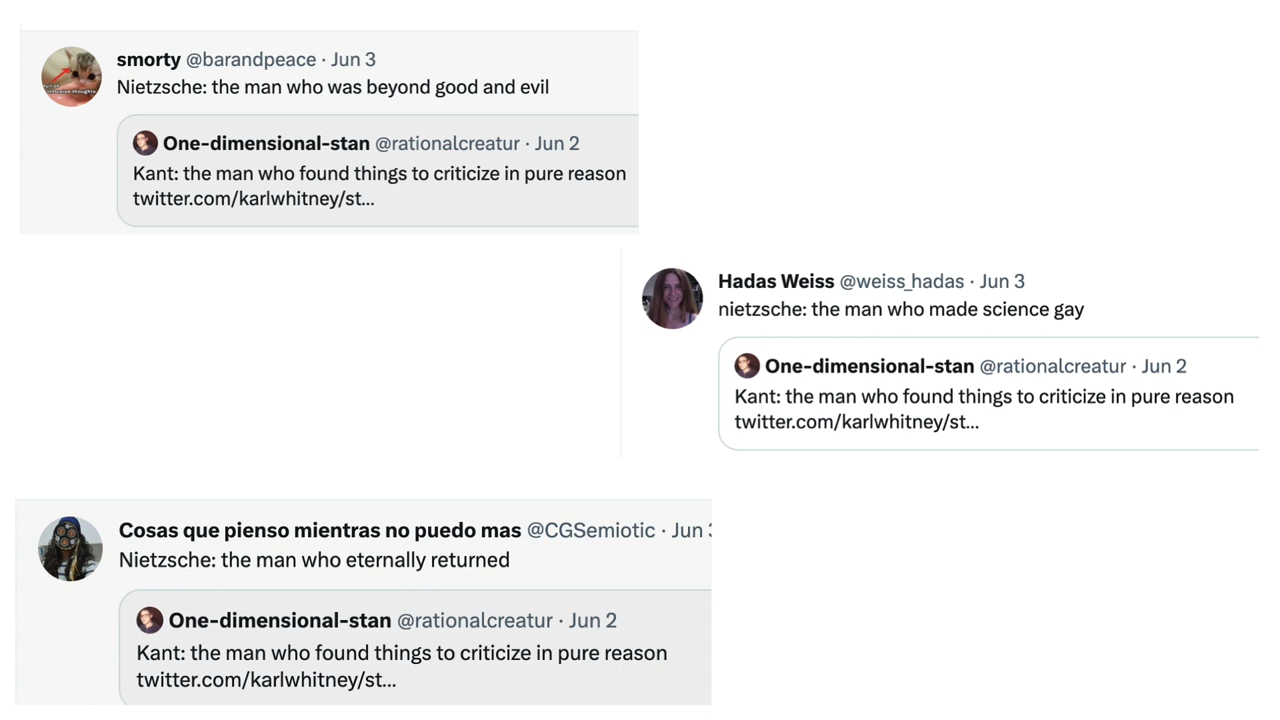 smorty @barandpeace · Jun 3
Nietzsche: the man who was beyond good and evil
One-dimensional-stan @rationalcreatur · Jun 2
Kant: the man who found things to criticize in pure reason
twitter.com/karlwhitney/st...
Hadas Weiss @weiss_hadas · Jun 3
nietzsche: the man who made science gay
One-dimensional-stan @rationalcreatur · Jun 2
Kant: the man who found things to criticize in pure reason
twitter.com/karlwhitney/st...
Cosas que pienso mientras no puedo mas @CGSemiotic · Jun
Nietzsche: the man who eternally returned
One-dimensional-stan @rationalcreatur · Jun 2
Kant: the man who found things to criticize in pure reason
twitter.com/karlwhitney/st...